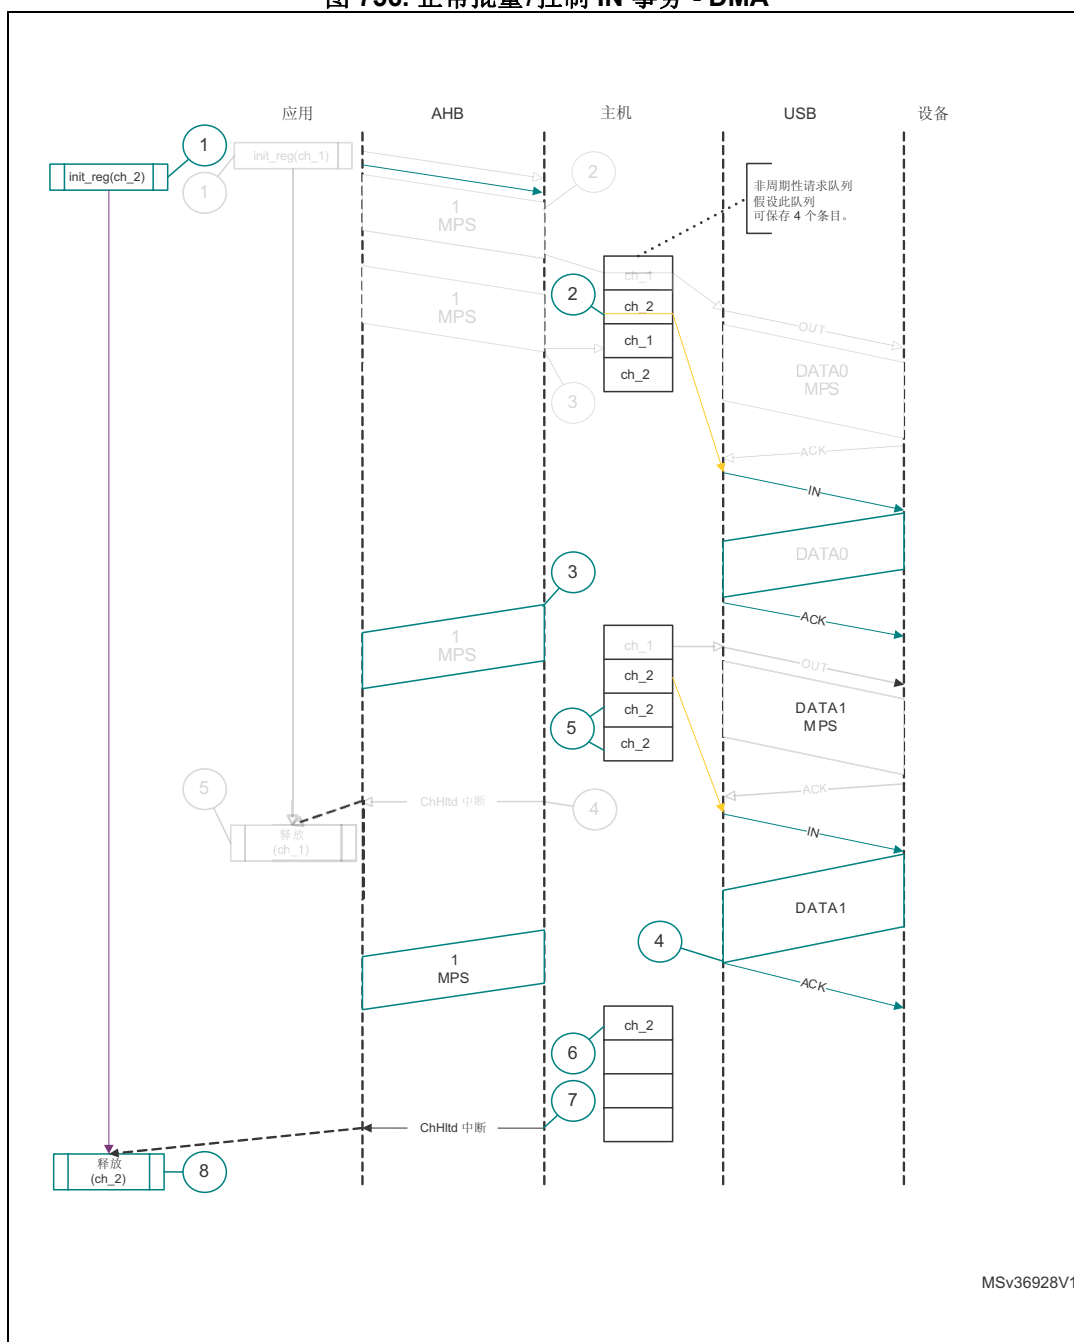 应用 AHB 主机 USB 设备
1
init_reg(ch_1)
init_reg(ch_2)
1
2
非周期性请求队列
假设此队列
可保存 4 个条目。
1
MPS
ch_1
2
ch_2
1
MPS
OUT
ch_1
ch_2
DATA0
MPS
3
ACK
IN
DATA0
3
ACK
1
MPS
ch_1
OUT
ch_2
ch_2
DATA1
MPS
5
ch_2
5
ACK
ChHltd 中断
4
IN
释放
(ch_1)
DATA1
4
1
MPS
ACK
ch_2
6
7
ChHltd 中断
释放
(ch_2)
8
MSv36928V1